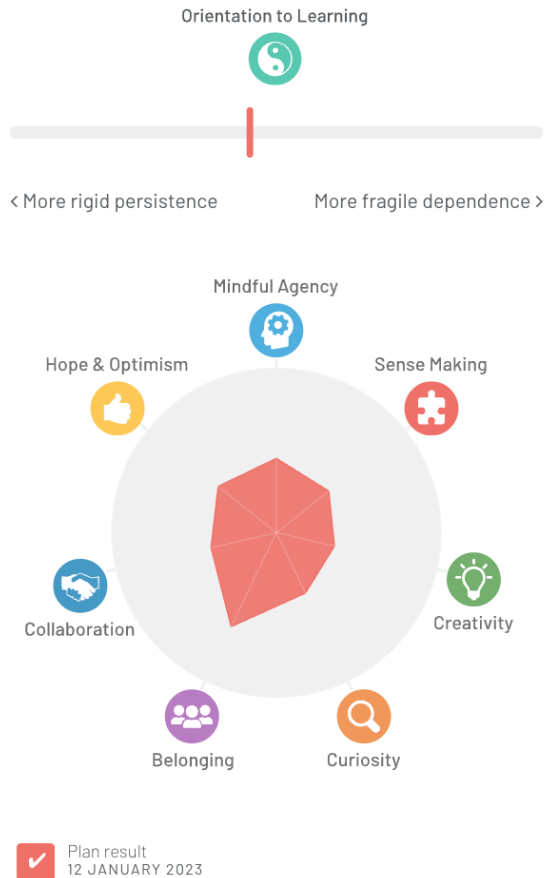 Orientation to Learning
< More rigid persistence
More fragile dependence >
Mindful Agency
Hope & Optimism
Sense Making
Collaboration
Creativity
Belonging
Curiosity
Plan result
12 JANUARY 2023